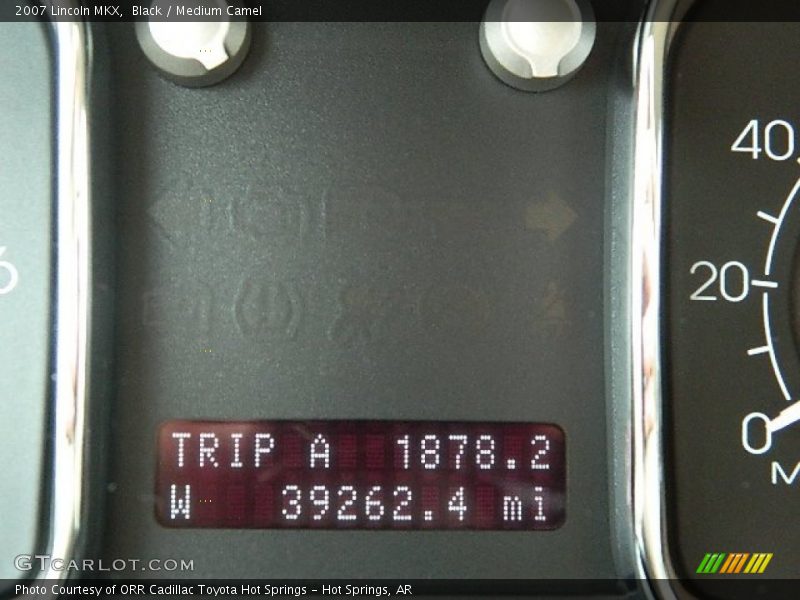 2007 Lincoln MKX, Black / Medium Camel
40
6
20
0
M
TRIP A 1878.2
W 39262.4 mi
GTCARLOT.COM
Photo Courtesy of ORR Cadillac Toyota Hot Springs - Hot Springs, AR